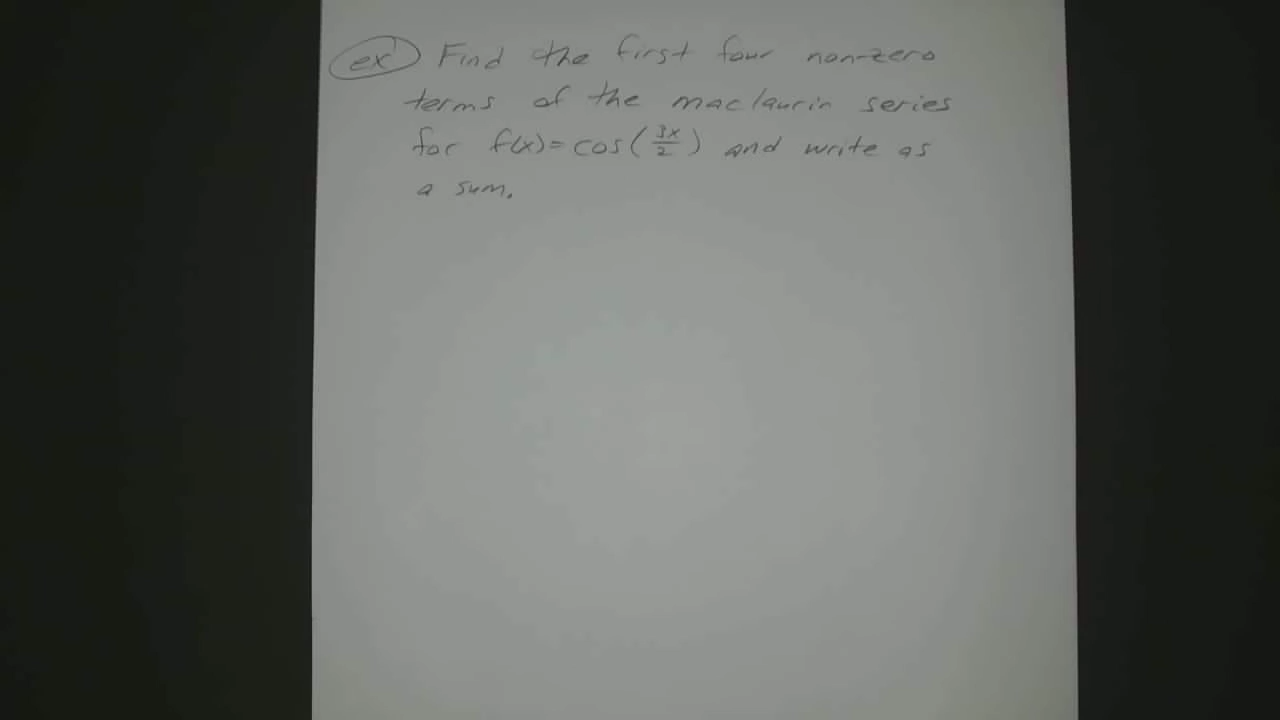 ex) Find the first four non-zero
terms of the maclaurin series
for f(x)= cos(3x/2) and write as
a sum.